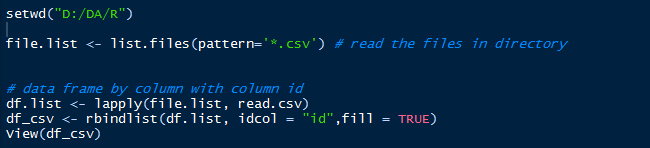 setwd("D:/DA/R")
file.list <- list.files(pattern='*.csv') # read the files in directory
# data frame by column with column id
df.list <- lapply(file.list, read.csv)
df_csv <- rbindlist(df.list, idcol = "id",fill = TRUE)
View(df_csv)